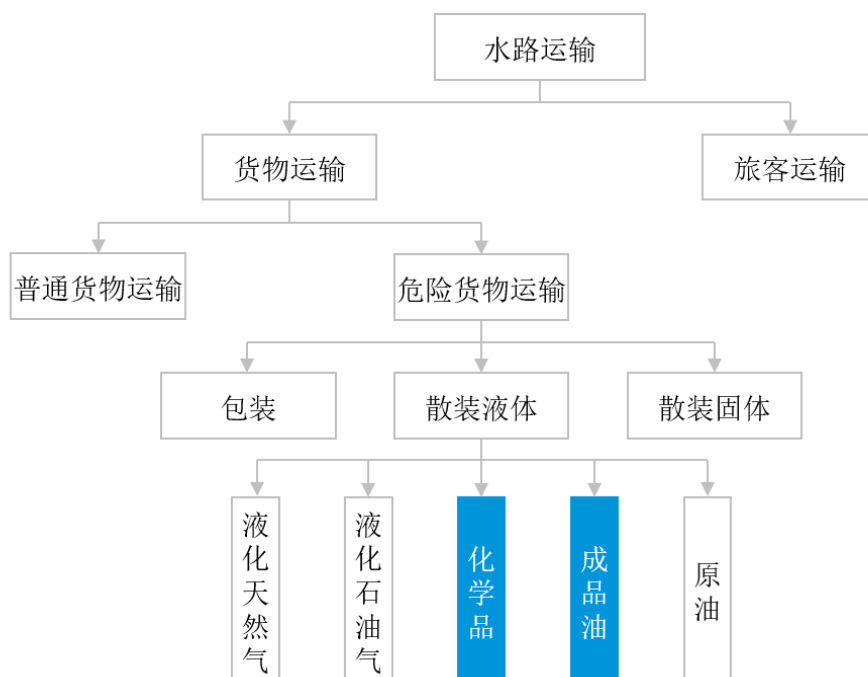 水路运输
货物运输
旅客运输
普通货物运输
危险货物运输
包装
散装液体
散装固体
液化天然气
液化石油气
化学品
成品油
原油